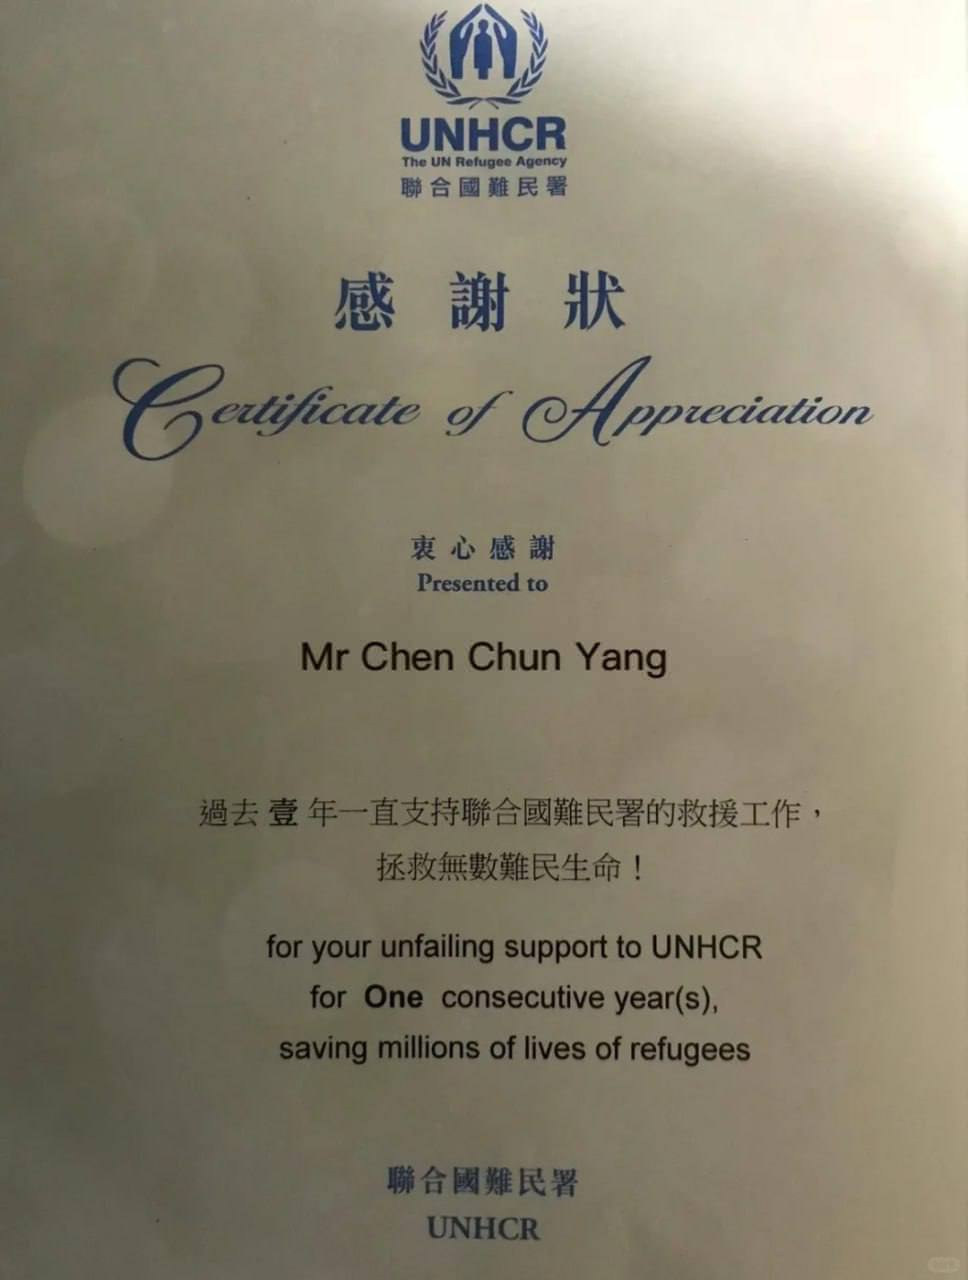 UNHCR
The UN Refugee Agency
聯合國難民署
感謝狀
Certificate of Appreciation
衷心感謝
Presented to
Mr Chen Chun Yang
過去 壹 年一直支持聯合國難民署的救援工作，
拯救無數難民生命！
for your unfailing support to UNHCR
for One consecutive year(s),
saving millions of lives of refugees
聯合國難民署
UNHCR